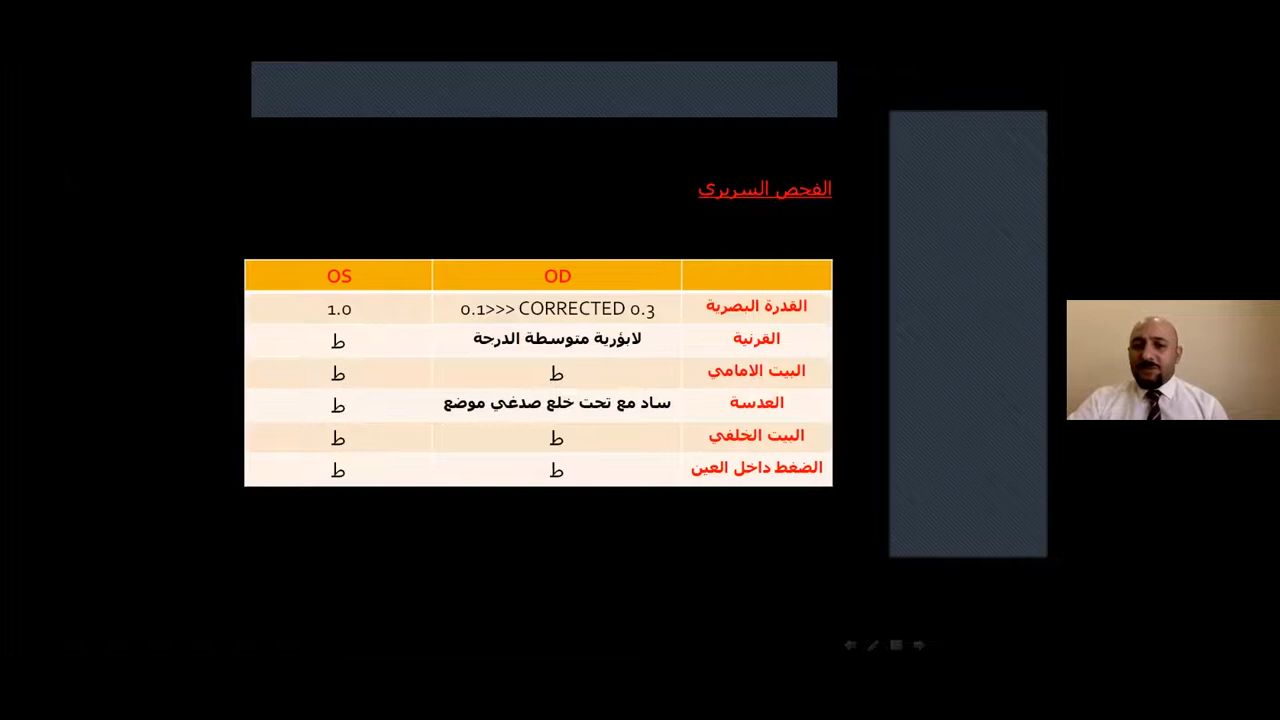 الفحص السريري
OD OS
القدرة البصرية 0.1>>> CORRECTED 0.3 1.0
القرنية لابؤرية متوسطة الدرجة ط
البيت الامامي ط ط
العدسة ساد مع تحت خلع صدغي موضع ط
البيت الخلفي ط ط
الضغط داخل العين ط ط